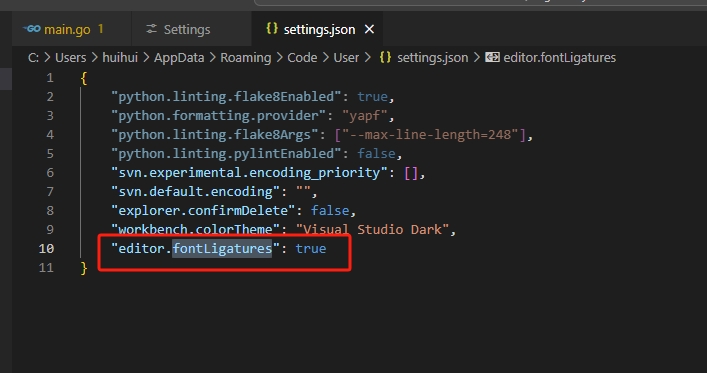 main.go 1 Settings settings.json
C: > Users > huihui > AppData > Roaming > Code > User > {} settings.json > editor.fontLigatures
1 {
2 "python.linting.flake8Enabled": true,
3 "python.formatting.provider": "yapf",
4 "python.linting.flake8Args": ["--max-line-length=248"],
5 "python.linting.pylintEnabled": false,
6 "svn.experimental.encoding_priority": [],
7 "svn.default.encoding": "",
8 "explorer.confirmDelete": false,
9 "workbench.colorTheme": "Visual Studio Dark",
10 "editor.fontLigatures": true
11 }